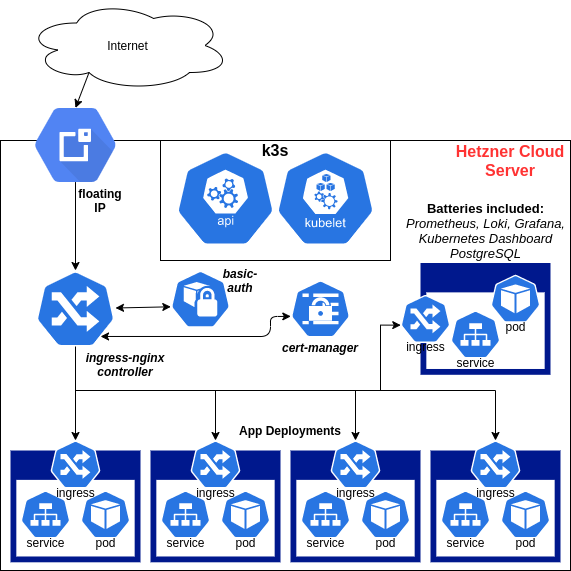 Internet
k3s
Hetzner Cloud
Server
api
kubelet
floating
IP
Batteries included:
Prometheus, Loki, Grafana,
Kubernetes Dashboard
PostgreSQL
basic-
auth
ingress-nginx
controller
cert-manager
ingress
service
pod
App Deployments
ingress
service
pod
ingress
service
pod
ingress
service
pod
ingress
service
pod